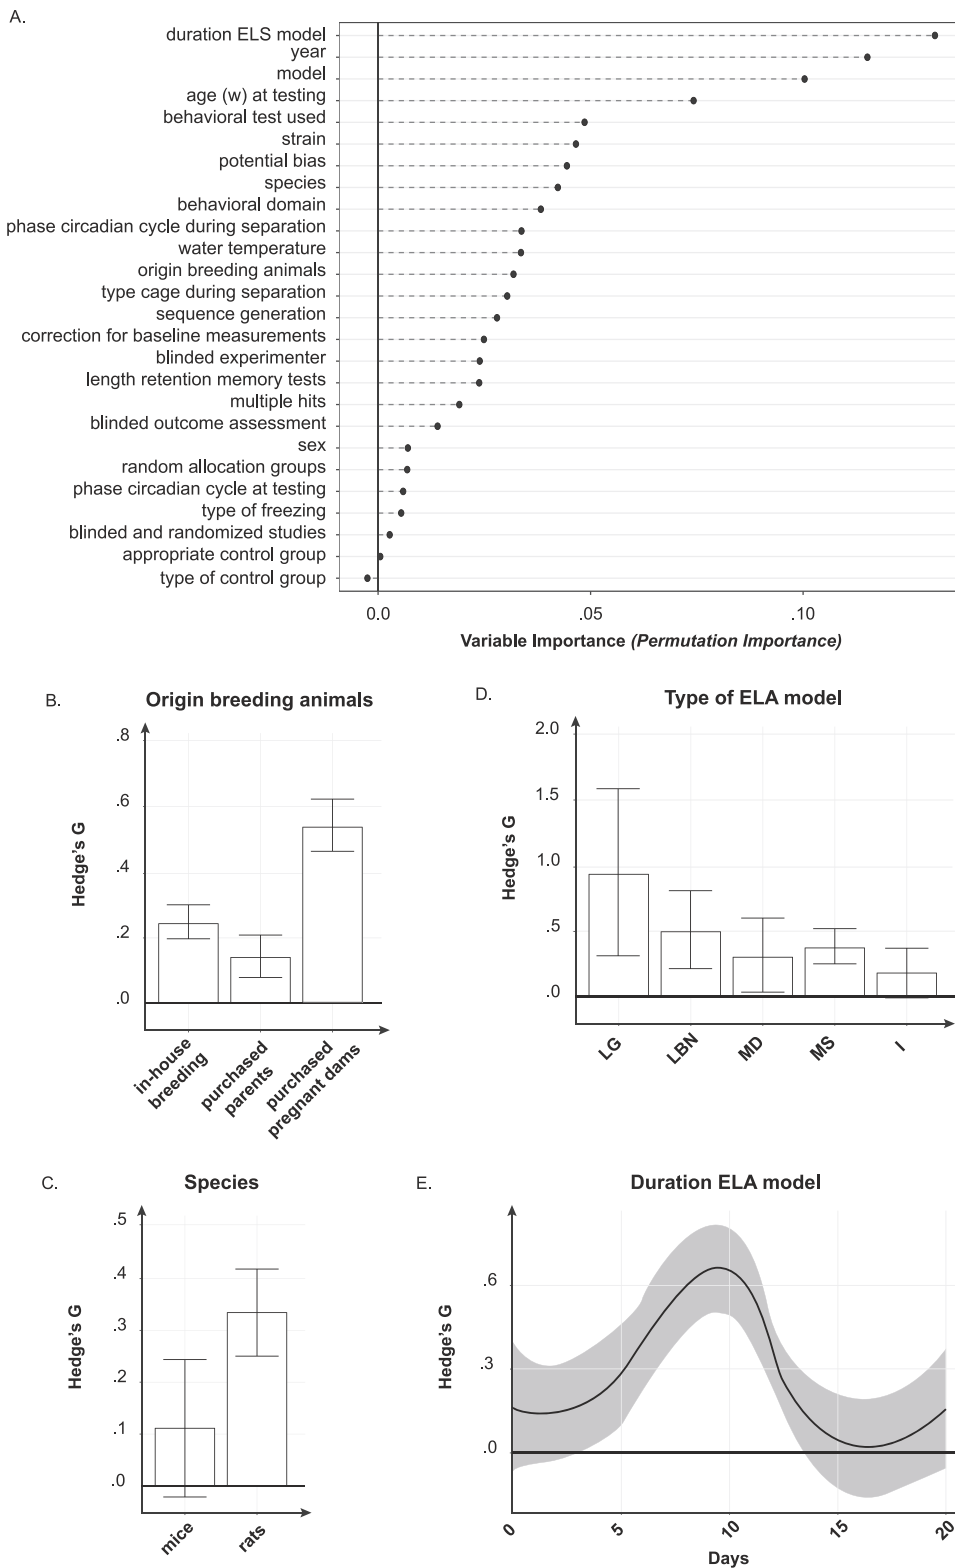 A.
duration ELS model
year
model
age (w) at testing
behavioral test used
strain
potential bias
species
behavioral domain
phase circadian cycle during separation
water temperature
origin breeding animals
type cage during separation
sequence generation
correction for baseline measurements
blinded experimenter
length retention memory tests
multiple hits
blinded outcome assessment
sex
random allocation groups
phase circadian cycle at testing
type of freezing
blinded and randomized studies
appropriate control group
type of control group
0.0 .05 .10
Variable Importance (Permutation Importance)
B.
Origin breeding animals
.8
.6
.4
.2
.0
Hedge's G
in-house
breeding
purchased
parents
purchased
pregnant dams
D.
Type of ELA model
2.0
1.5
1.0
.5
.0
Hedge's G
LG
LBN
MD
MS
I
C.
Species
.5
.4
.3
.2
.1
.0
Hedge's G
mice
rats
E.
Duration ELA model
.6
.3
.0
Hedge's G
0 5 10 15 20
Days